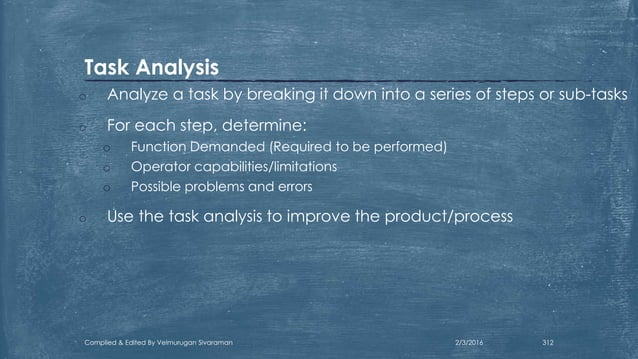 Task Analysis
Analyze a task by breaking it down into a series of steps or sub-tasks
For each step, determine:
Function Demanded (Required to be performed)
Operator capabilities/limitations
Possible problems and errors
Use the task analysis to improve the product/process
Complied & Edited By Velmurugan Sivaraman 2/3/2016 312